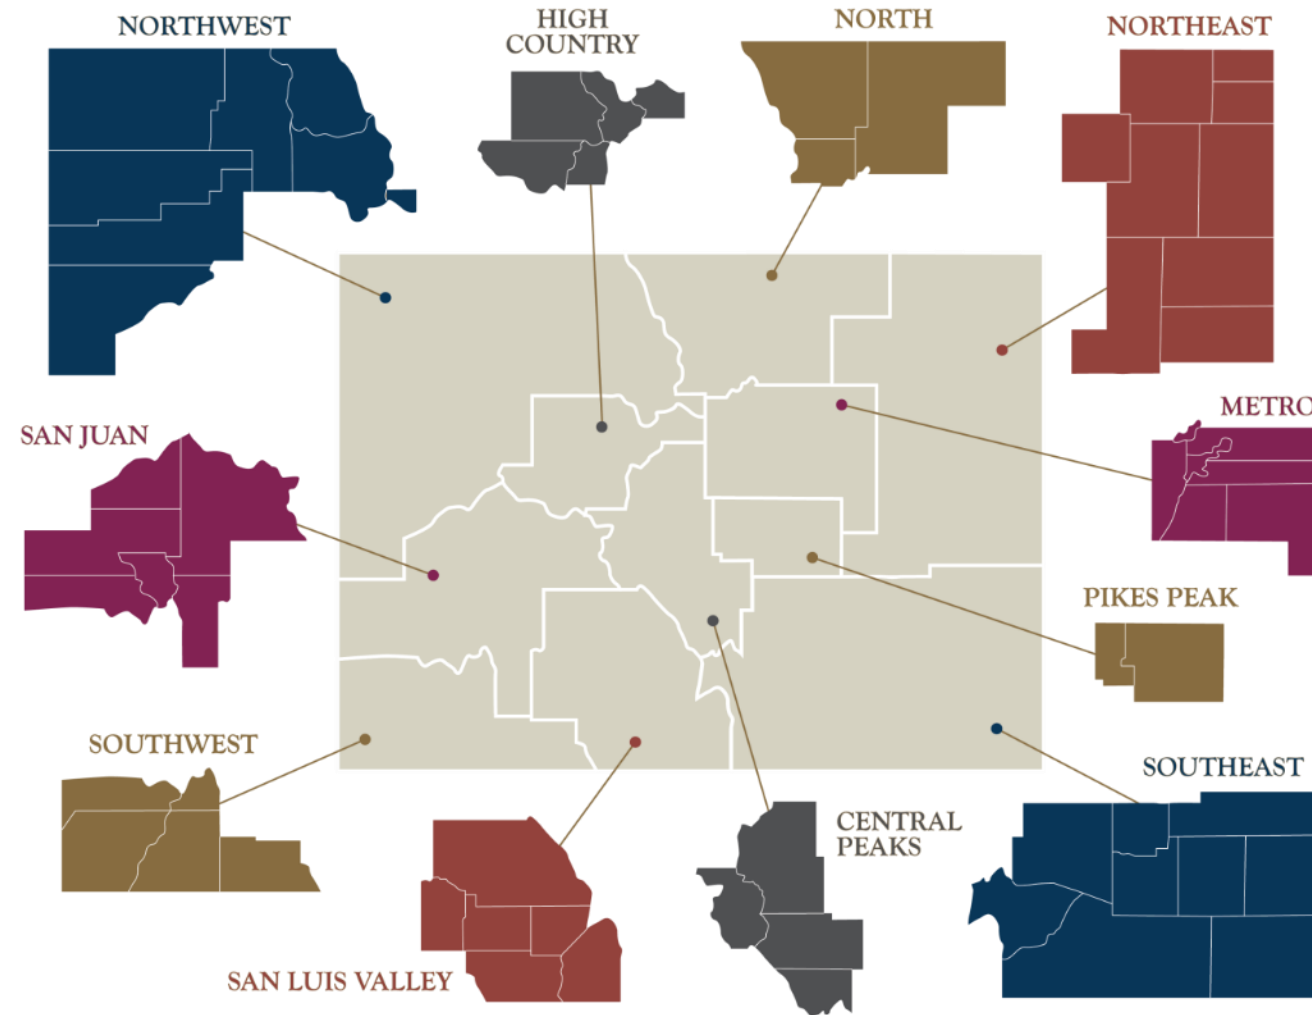 NORTHWEST
HIGH
COUNTRY
NORTH
NORTHEAST
SAN JUAN
METRO
PIKES PEAK
SOUTHWEST
SOUTHEAST
CENTRAL
PEAKS
SAN LUIS VALLEY